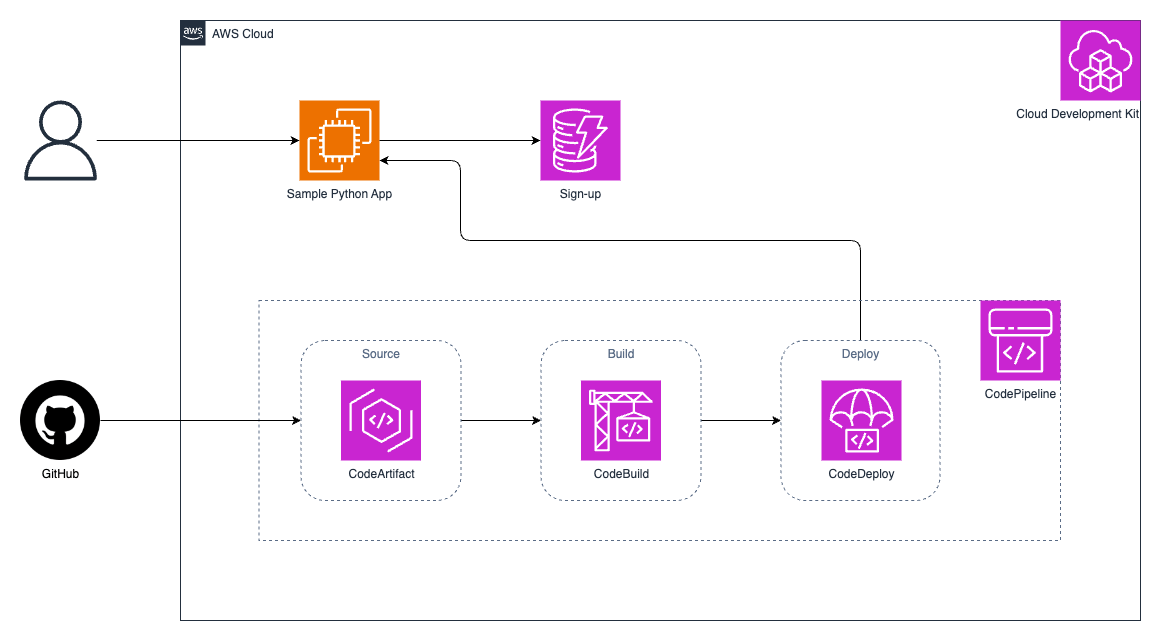 aws
AWS Cloud
Cloud Development Kit
Sample Python App
Sign-up
Source
Build
Deploy
</>
CodePipeline
</>
</>
</>
CodeArtifact
CodeBuild
CodeDeploy
GitHub